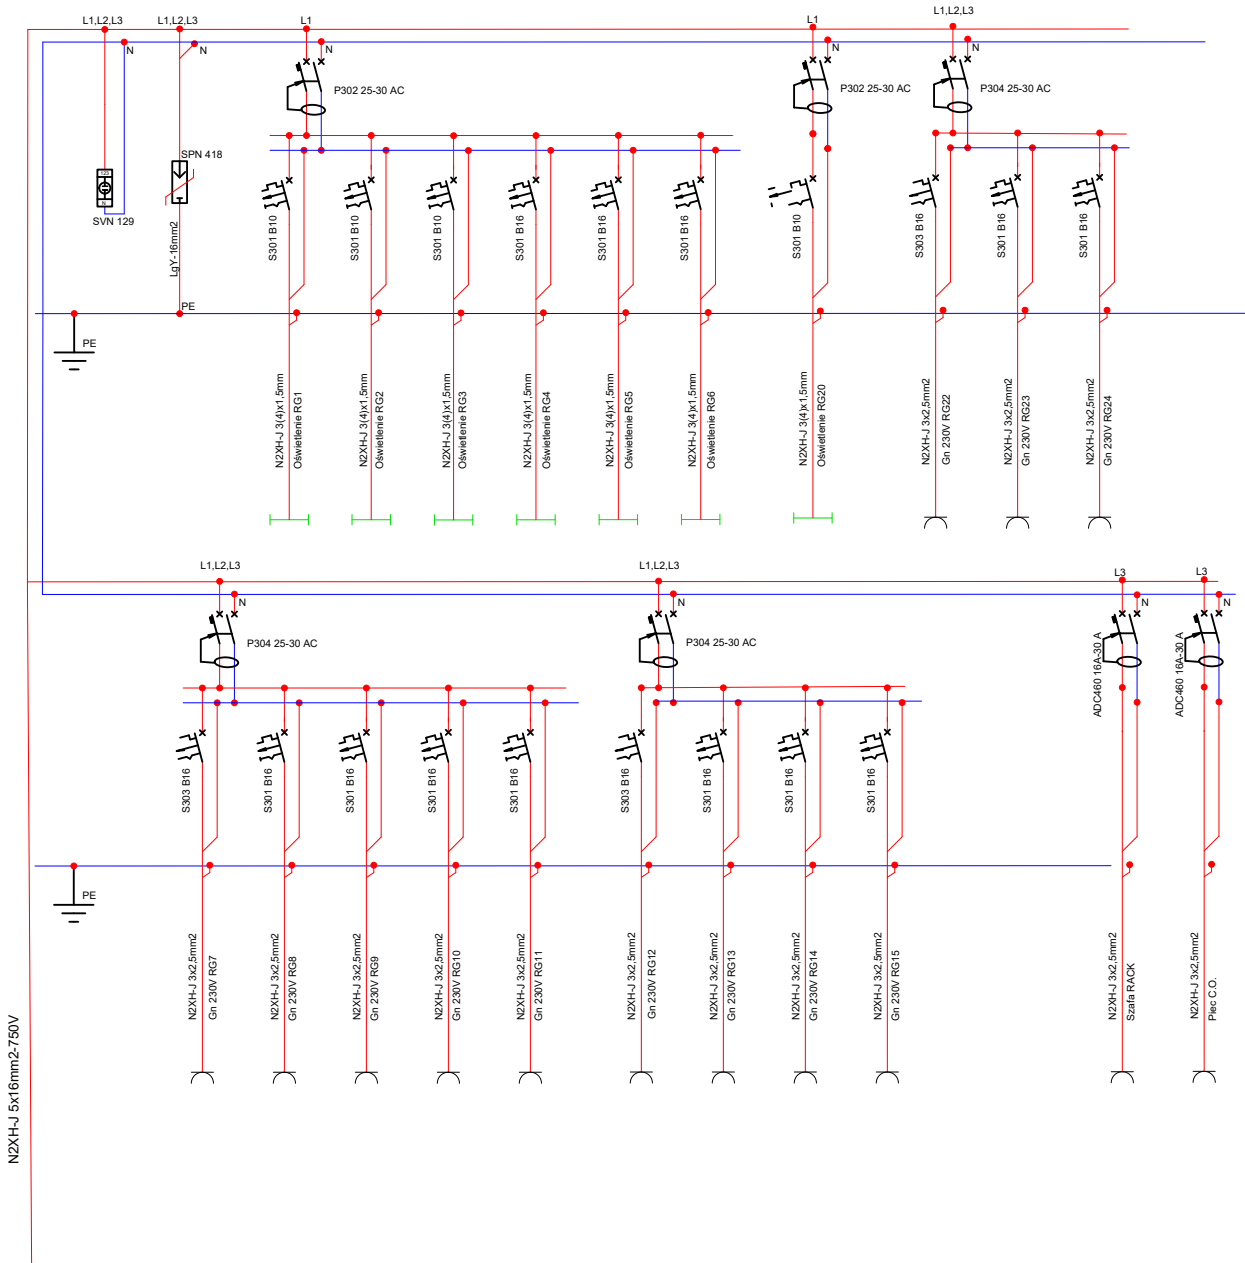 L1,L2,L3
L1,L2,L3
L1
L1
L1,L2,L3
N
N
N
N
N
P302 25-30 AC
P302 25-30 AC
P304 25-30 AC
SPN 418
SVN 129
LgY-16mm2
PE
PE
S301 B10
S301 B10
S301 B10
S301 B16
S301 B16
S301 B16
S301 B10
S303 B16
S301 B16
S301 B16
N2XH-J 3(4)x1,5mm
Oświetlenie RG1
N2XH-J 3(4)x1,5mm
Oświetlenie RG2
N2XH-J 3(4)x1,5mm
Oświetlenie RG3
N2XH-J 3(4)x1,5mm
Oświetlenie RG4
N2XH-J 3(4)x1,5mm
Oświetlenie RG5
N2XH-J 3(4)x1,5mm
Oświetlenie RG6
N2XH-J 3(4)x1,5mm
Oświetlenie RG20
N2XH-J 3x2,5mm2
Gn 230V RG22
N2XH-J 3x2,5mm2
Gn 230V RG23
N2XH-J 3x2,5mm2
Gn 230V RG24
L1,L2,L3
L1,L2,L3
L3
L3
N
N
N
N
P304 25-30 AC
P304 25-30 AC
ADC460 16A-30 A
ADC460 16A-30 A
S303 B16
S301 B16
S301 B16
S301 B16
S301 B16
S303 B16
S301 B16
S301 B16
S301 B16
PE
N2XH-J 3x2,5mm2
Gn 230V RG7
N2XH-J 3x2,5mm2
Gn 230V RG8
N2XH-J 3x2,5mm2
Gn 230V RG9
N2XH-J 3x2,5mm2
Gn 230V RG10
N2XH-J 3x2,5mm2
Gn 230V RG11
N2XH-J 3x2,5mm2
Gn 230V RG12
N2XH-J 3x2,5mm2
Gn 230V RG13
N2XH-J 3x2,5mm2
Gn 230V RG14
N2XH-J 3x2,5mm2
Gn 230V RG15
N2XH-J 3x2,5mm2
Szafa RACK
N2XH-J 3x2,5mm2
Piec C.O.
N2XH-J 5x16mm2-750V